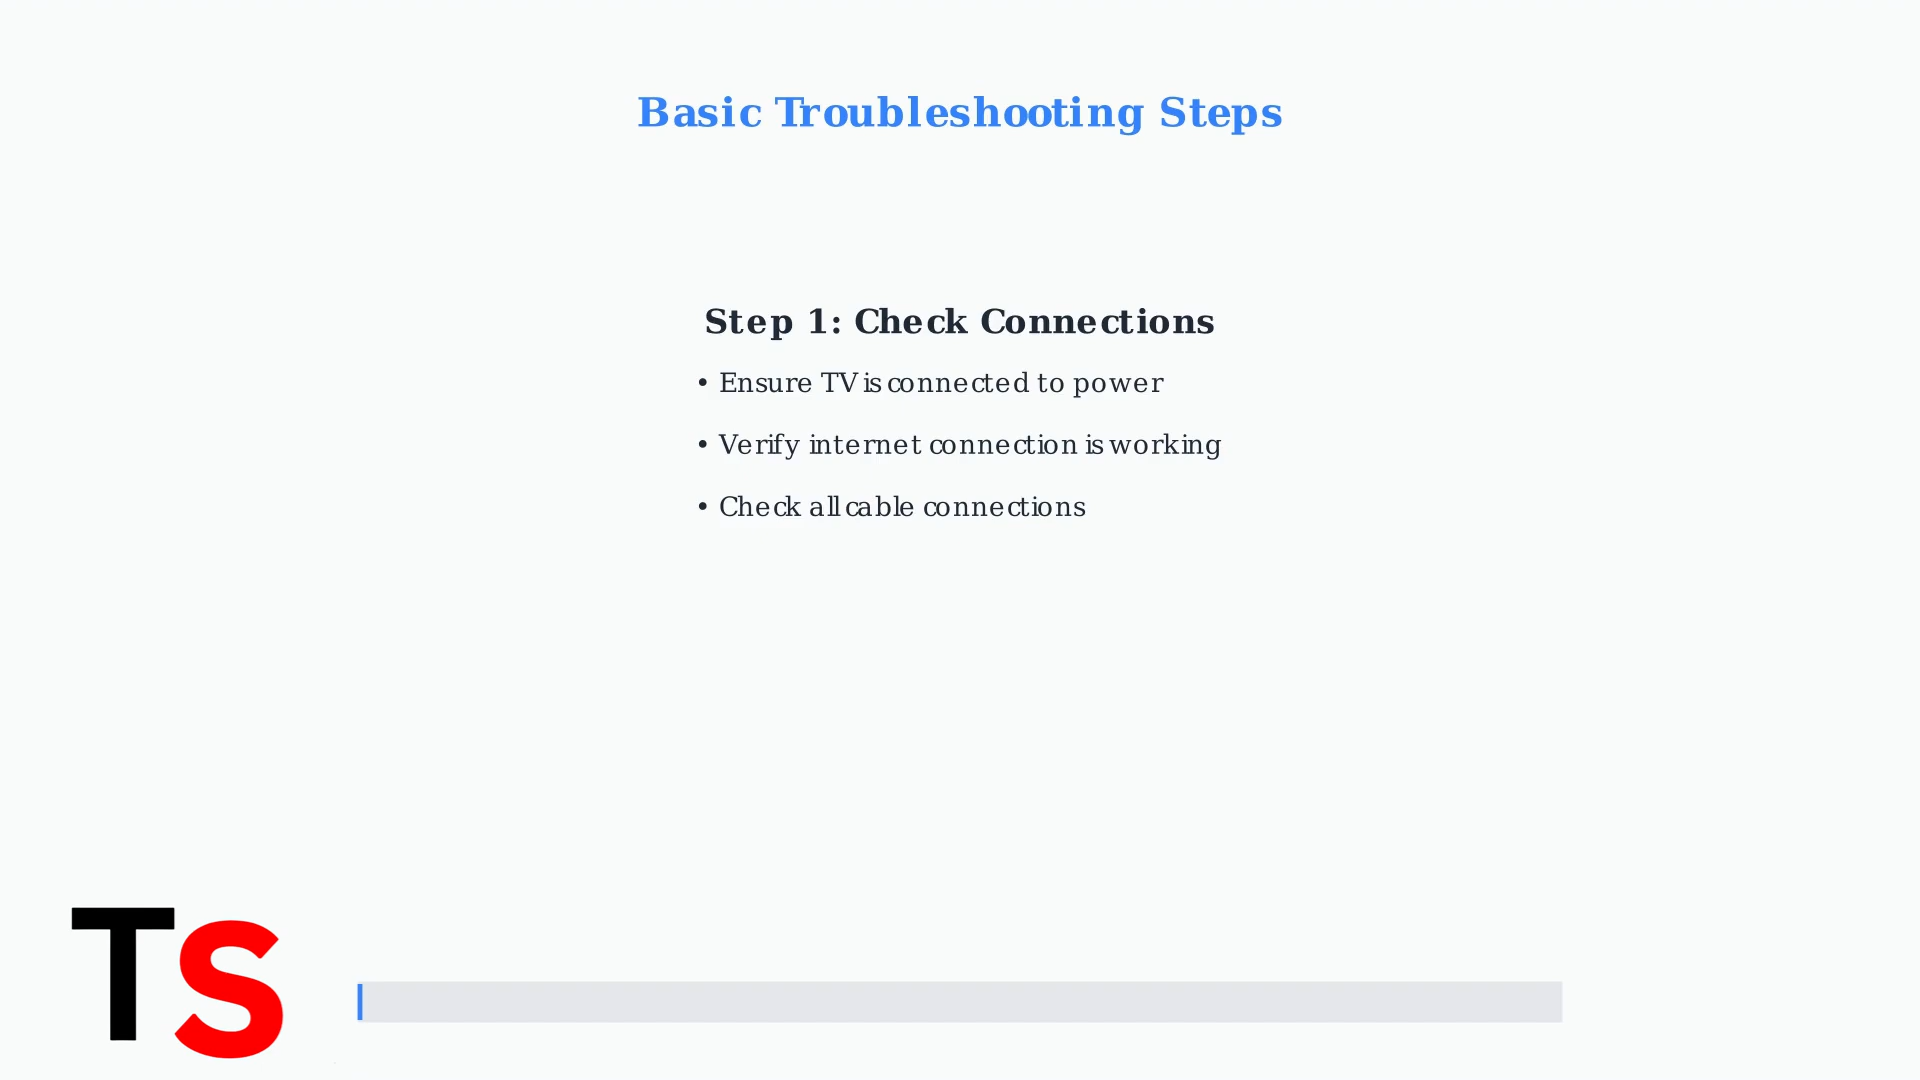 Basic Troubleshooting Steps
Step 1: Check Connections
• Ensure TV is connected to power
• Verify internet connection is working
• Check all cable connections
TS